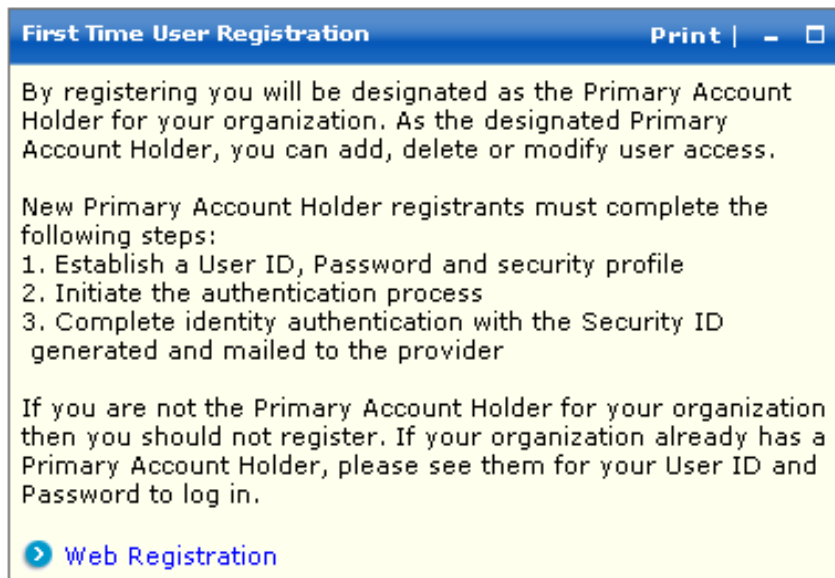 First Time User Registration Print | –
By registering you will be designated as the Primary Account
Holder for your organization. As the designated Primary
Account Holder, you can add, delete or modify user access.
New Primary Account Holder registrants must complete the
following steps:
1. Establish a User ID, Password and security profile
2. Initiate the authentication process
3. Complete identity authentication with the Security ID
generated and mailed to the provider
If you are not the Primary Account Holder for your organization
then you should not register. If your organization already has a
Primary Account Holder, please see them for your User ID and
Password to log in.
Web Registration